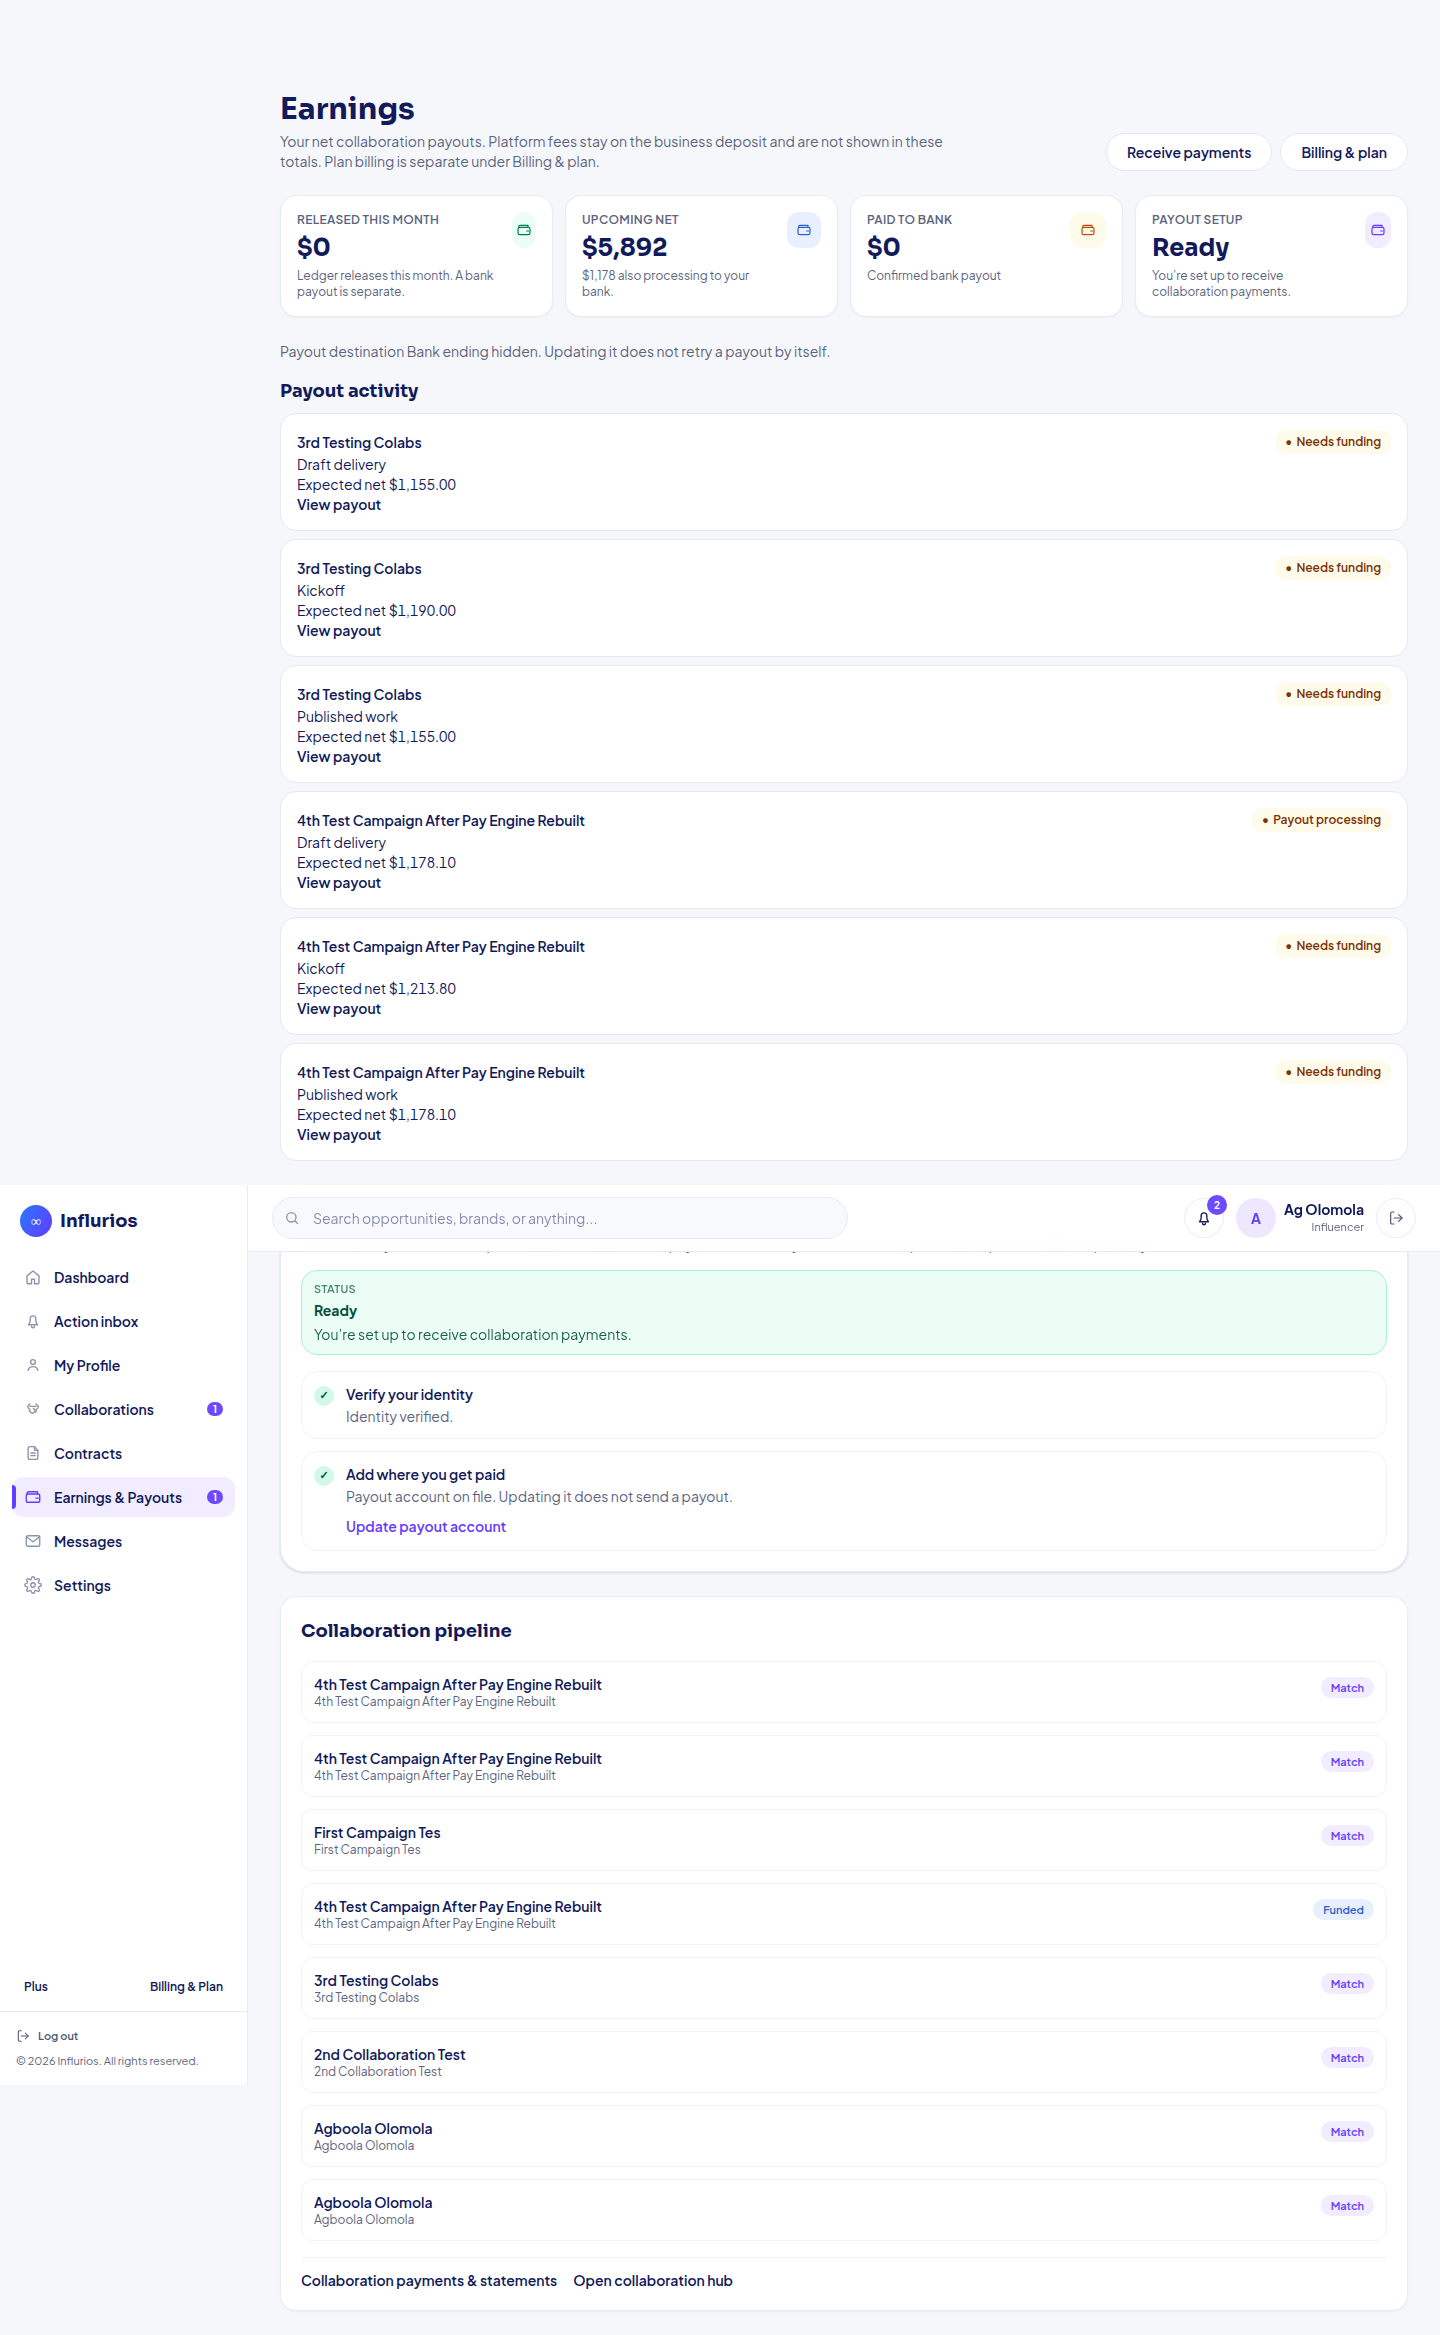 Earnings
Your net collaboration payouts. Platform fees stay on the business deposit and are not shown in these
totals. Plan billing is separate under Billing & plan.
Receive payments
Billing & plan
RELEASED THIS MONTH
$0
Ledger releases this month. A bank
payout is separate.
UPCOMING NET
$5,892
$1,178 also processing to your
bank.
PAID TO BANK
$0
Confirmed bank payout
PAYOUT SETUP
Ready
You're set up to receive
collaboration payments.
Payout destination Bank ending hidden. Updating it does not retry a payout by itself.
Payout activity
3rd Testing Colabs
Needs funding
Draft delivery
Expected net $1,155.00
View payout
3rd Testing Colabs
Needs funding
Kickoff
Expected net $1,190.00
View payout
3rd Testing Colabs
Needs funding
Published work
Expected net $1,155.00
View payout
4th Test Campaign After Pay Engine Rebuilt
Payout processing
Draft delivery
Expected net $1,178.10
View payout
4th Test Campaign After Pay Engine Rebuilt
Needs funding
Kickoff
Expected net $1,213.80
View payout
4th Test Campaign After Pay Engine Rebuilt
Needs funding
Published work
Expected net $1,178.10
View payout
Influrios
Search opportunities, brands, or anything...
2
A
Ag Olomola
Influencer
Dashboard
Action inbox
My Profile
Collaborations 1
Contracts
Earnings & Payouts 1
Messages
Settings
Plus
Billing & Plan
Log out
© 2026 Influrios. All rights reserved.
STATUS
Ready
You're set up to receive collaboration payments.
Verify your identity
Identity verified.
Add where you get paid
Payout account on file. Updating it does not send a payout.
Update payout account
Collaboration pipeline
4th Test Campaign After Pay Engine Rebuilt
4th Test Campaign After Pay Engine Rebuilt
Match
4th Test Campaign After Pay Engine Rebuilt
4th Test Campaign After Pay Engine Rebuilt
Match
First Campaign Tes
First Campaign Tes
Match
4th Test Campaign After Pay Engine Rebuilt
4th Test Campaign After Pay Engine Rebuilt
Funded
3rd Testing Colabs
3rd Testing Colabs
Match
2nd Collaboration Test
2nd Collaboration Test
Match
Agboola Olomola
Agboola Olomola
Match
Agboola Olomola
Agboola Olomola
Match
Collaboration payments & statements
Open collaboration hub